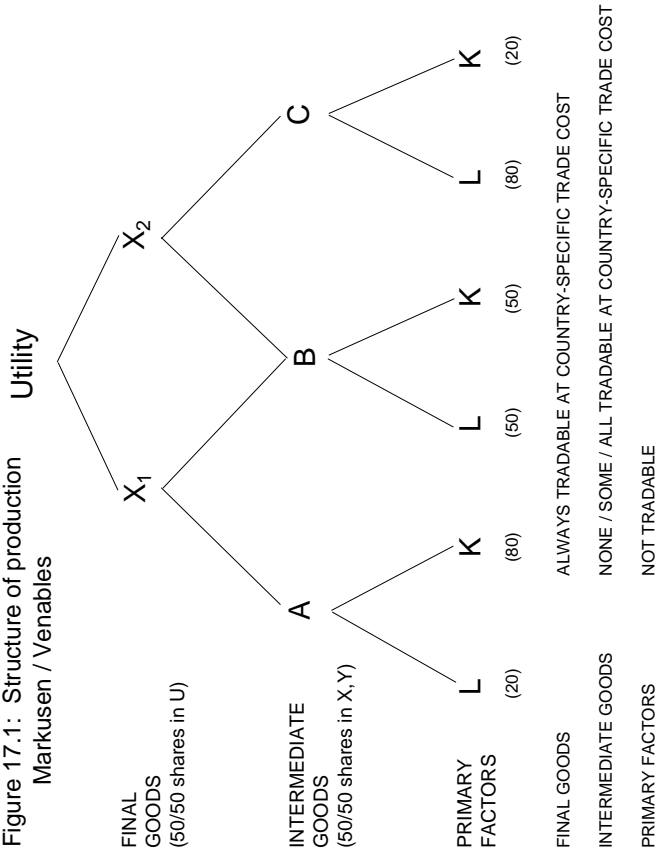 Figure 17.1: Structure of production
Markusen / Venables
Utility
FINAL
GOODS
(50/50 shares in U)
X₁ X₂
INTERMEDIATE
GOODS
(50/50 shares in X,Y)
A B C
PRIMARY
FACTORS
L K L K L K
(20) (80) (50) (50) (80) (20)
FINAL GOODS ALWAYS TRADABLE AT COUNTRY-SPECIFIC TRADE COST
INTERMEDIATE GOODS NONE / SOME / ALL TRADABLE AT COUNTRY-SPECIFIC TRADE COST
PRIMARY FACTORS NOT TRADABLE